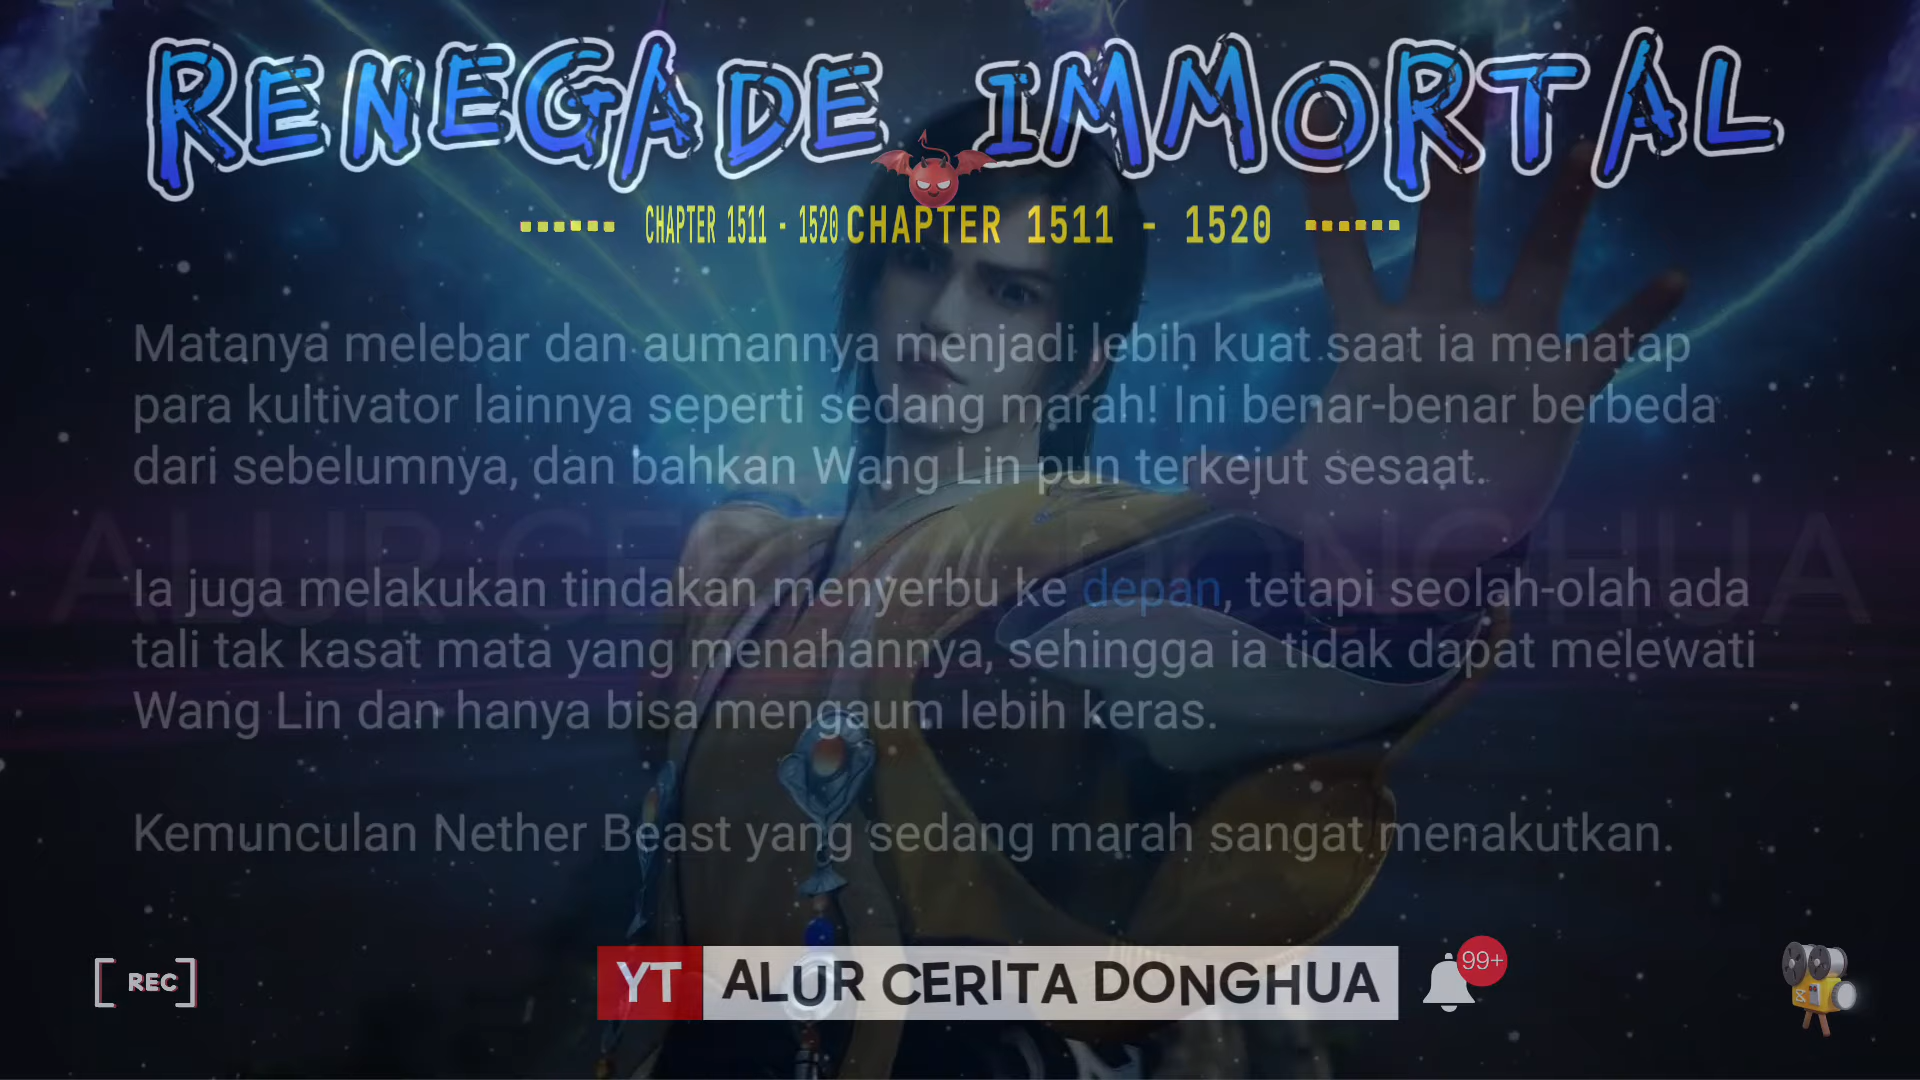 RENEGADE IMMORTAL
CHAPTER 1511 - 1520 CHAPTER 1511 - 1520
Matanya melebar dan aumannya menjadi lebih kuat saat ia menatap
para kultivator lainnya seperti sedang marah! Ini benar-benar berbeda
dari sebelumnya, dan bahkan Wang Lin pun terkejut sesaat.
ALUR CERITA DONGHUA
Ia juga melakukan tindakan menyerbu ke depan, tetapi seolah-olah ada
tali tak kasat mata yang menahannya, sehingga ia tidak dapat melewati
Wang Lin dan hanya bisa mengaum lebih keras.
Kemunculan Nether Beast yang sedang marah sangat menakutkan.
REC
YT ALUR CERITA DONGHUA 99+